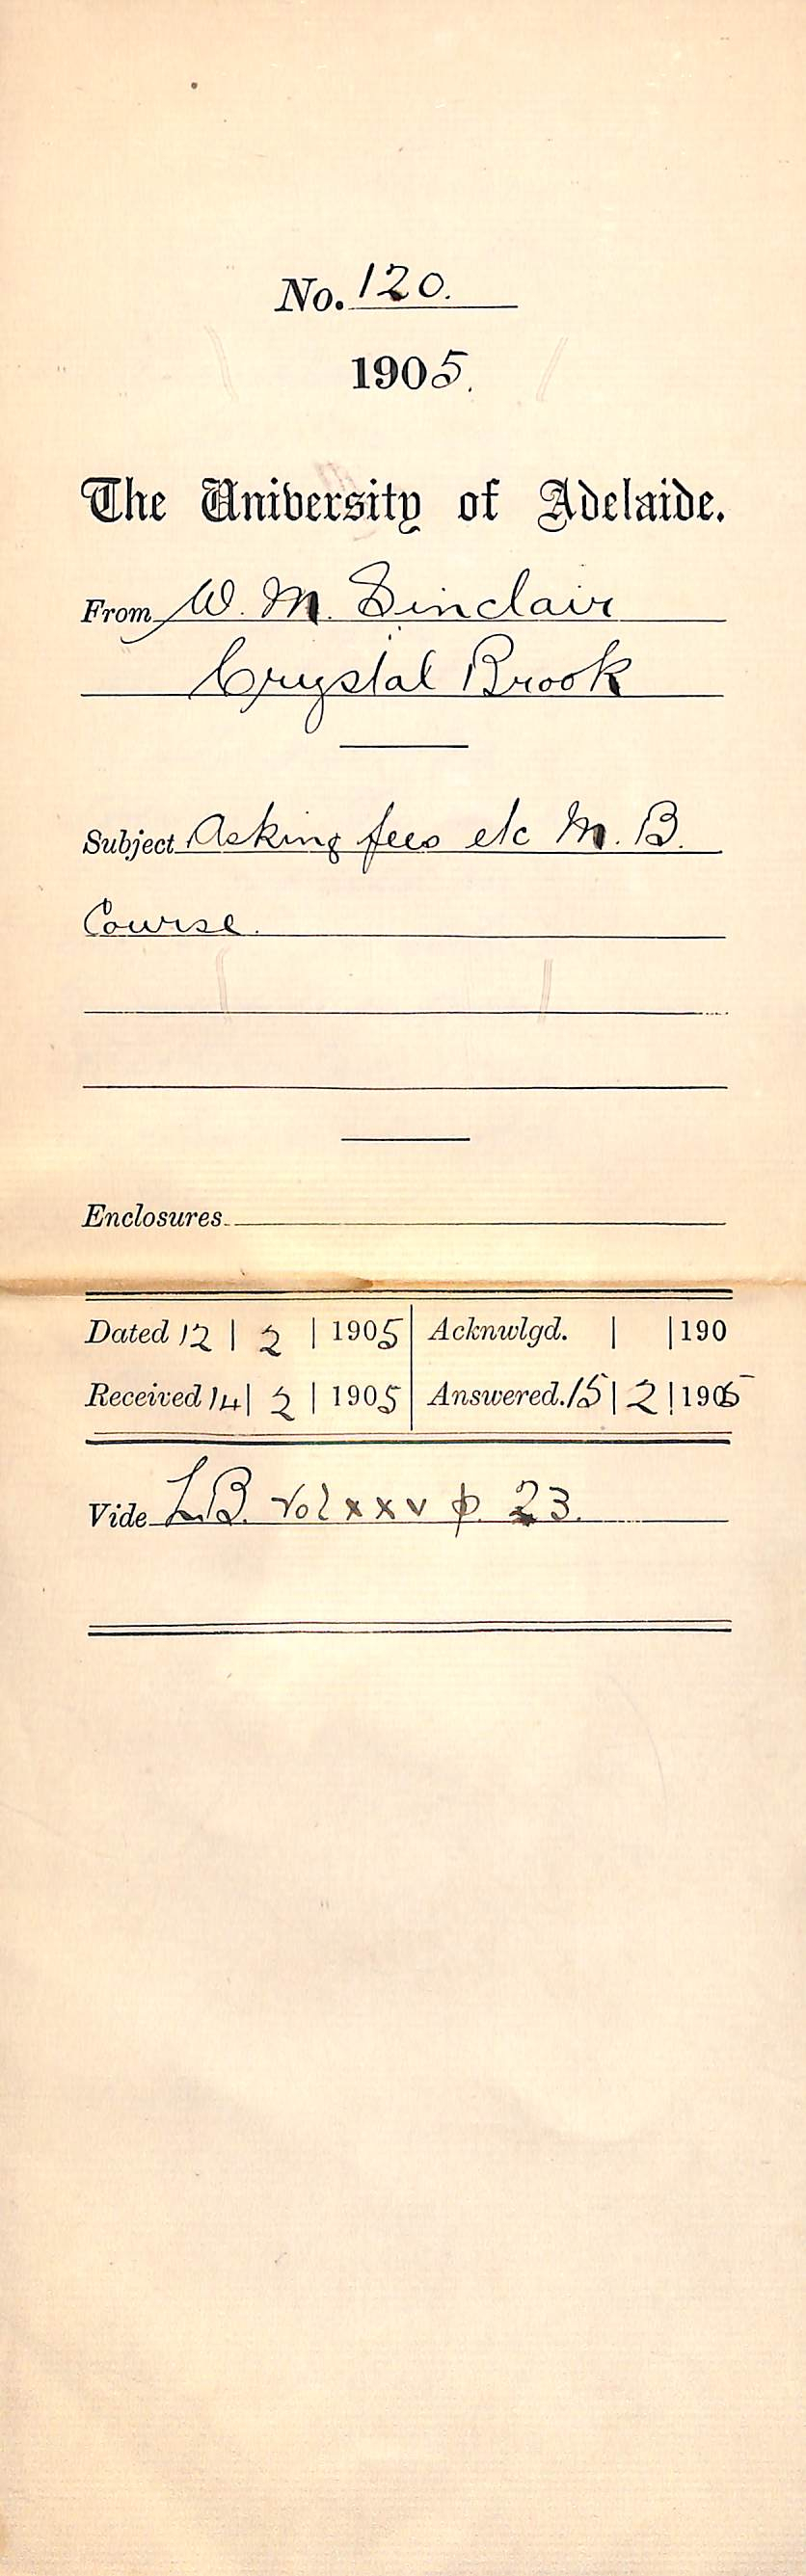 No. 120.
1905.
The University of Adelaide.
From W. M. Sinclair
Crystal Brook
Subject Asking fees etc M. B.
Course.
Enclosures
Dated 12 | 2 | 1905 Acknwlgd. | | 190
Received 14 | 2 | 1905 Answered. 15 | 2 | 1905
Vide L.B. Vol xxv p. 23.